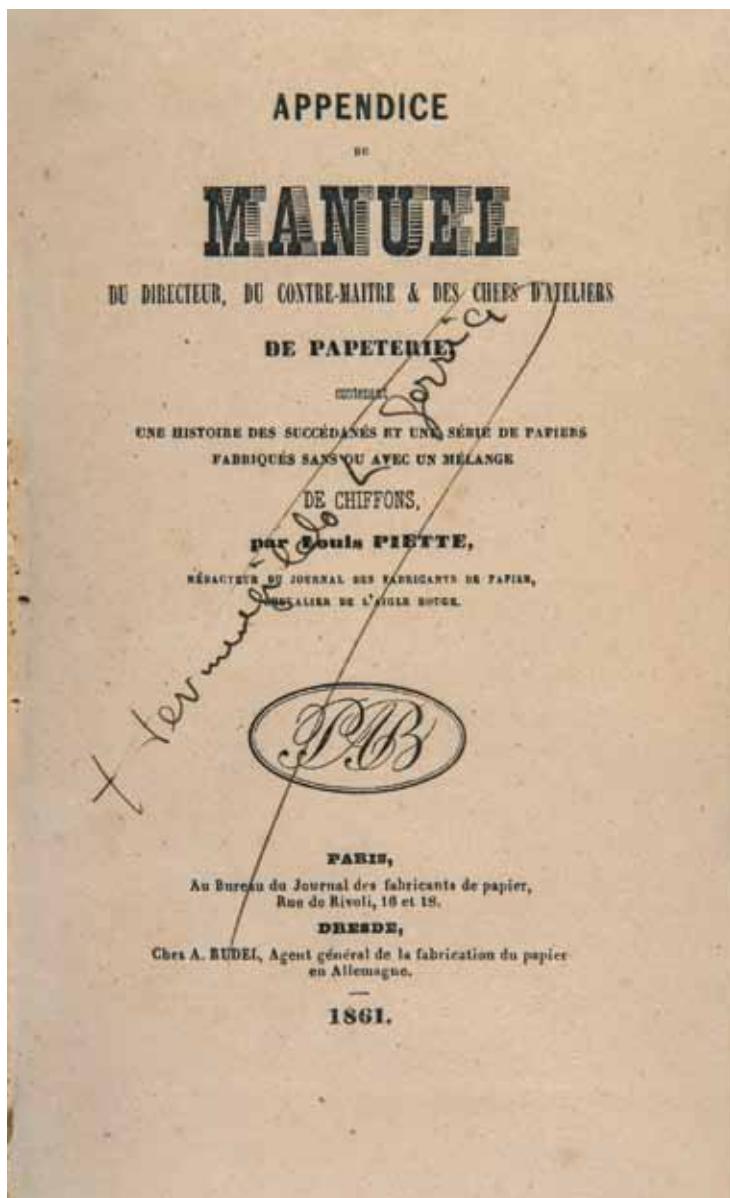 APPENDICE
DU
MANUEL
DU DIRECTEUR, DU CONTRE-MAITRE & DES CHEFS D'ATELIERS
DE PAPETERIE,
contenant
UNE HISTOIRE DES SUCCÉDANÉS ET UNE SÉRIE DE PAPIERS
FABRIQUÉS SANS OU AVEC UN MÉLANGE
DE CHIFFONS,
par Louis PIETTE,
RÉDACTEUR DU JOURNAL DES FABRICANTS DE PAPIER,
CHEVALIER DE L'AIGLE ROUGE.
PAB
PARIS,
Au Bureau du Journal des fabricants de papier,
Rue de Rivoli, 16 et 18.
DRESDE,
Chez A. RUDEL, Agent général de la fabrication du papier
en Allemagne.
1861.